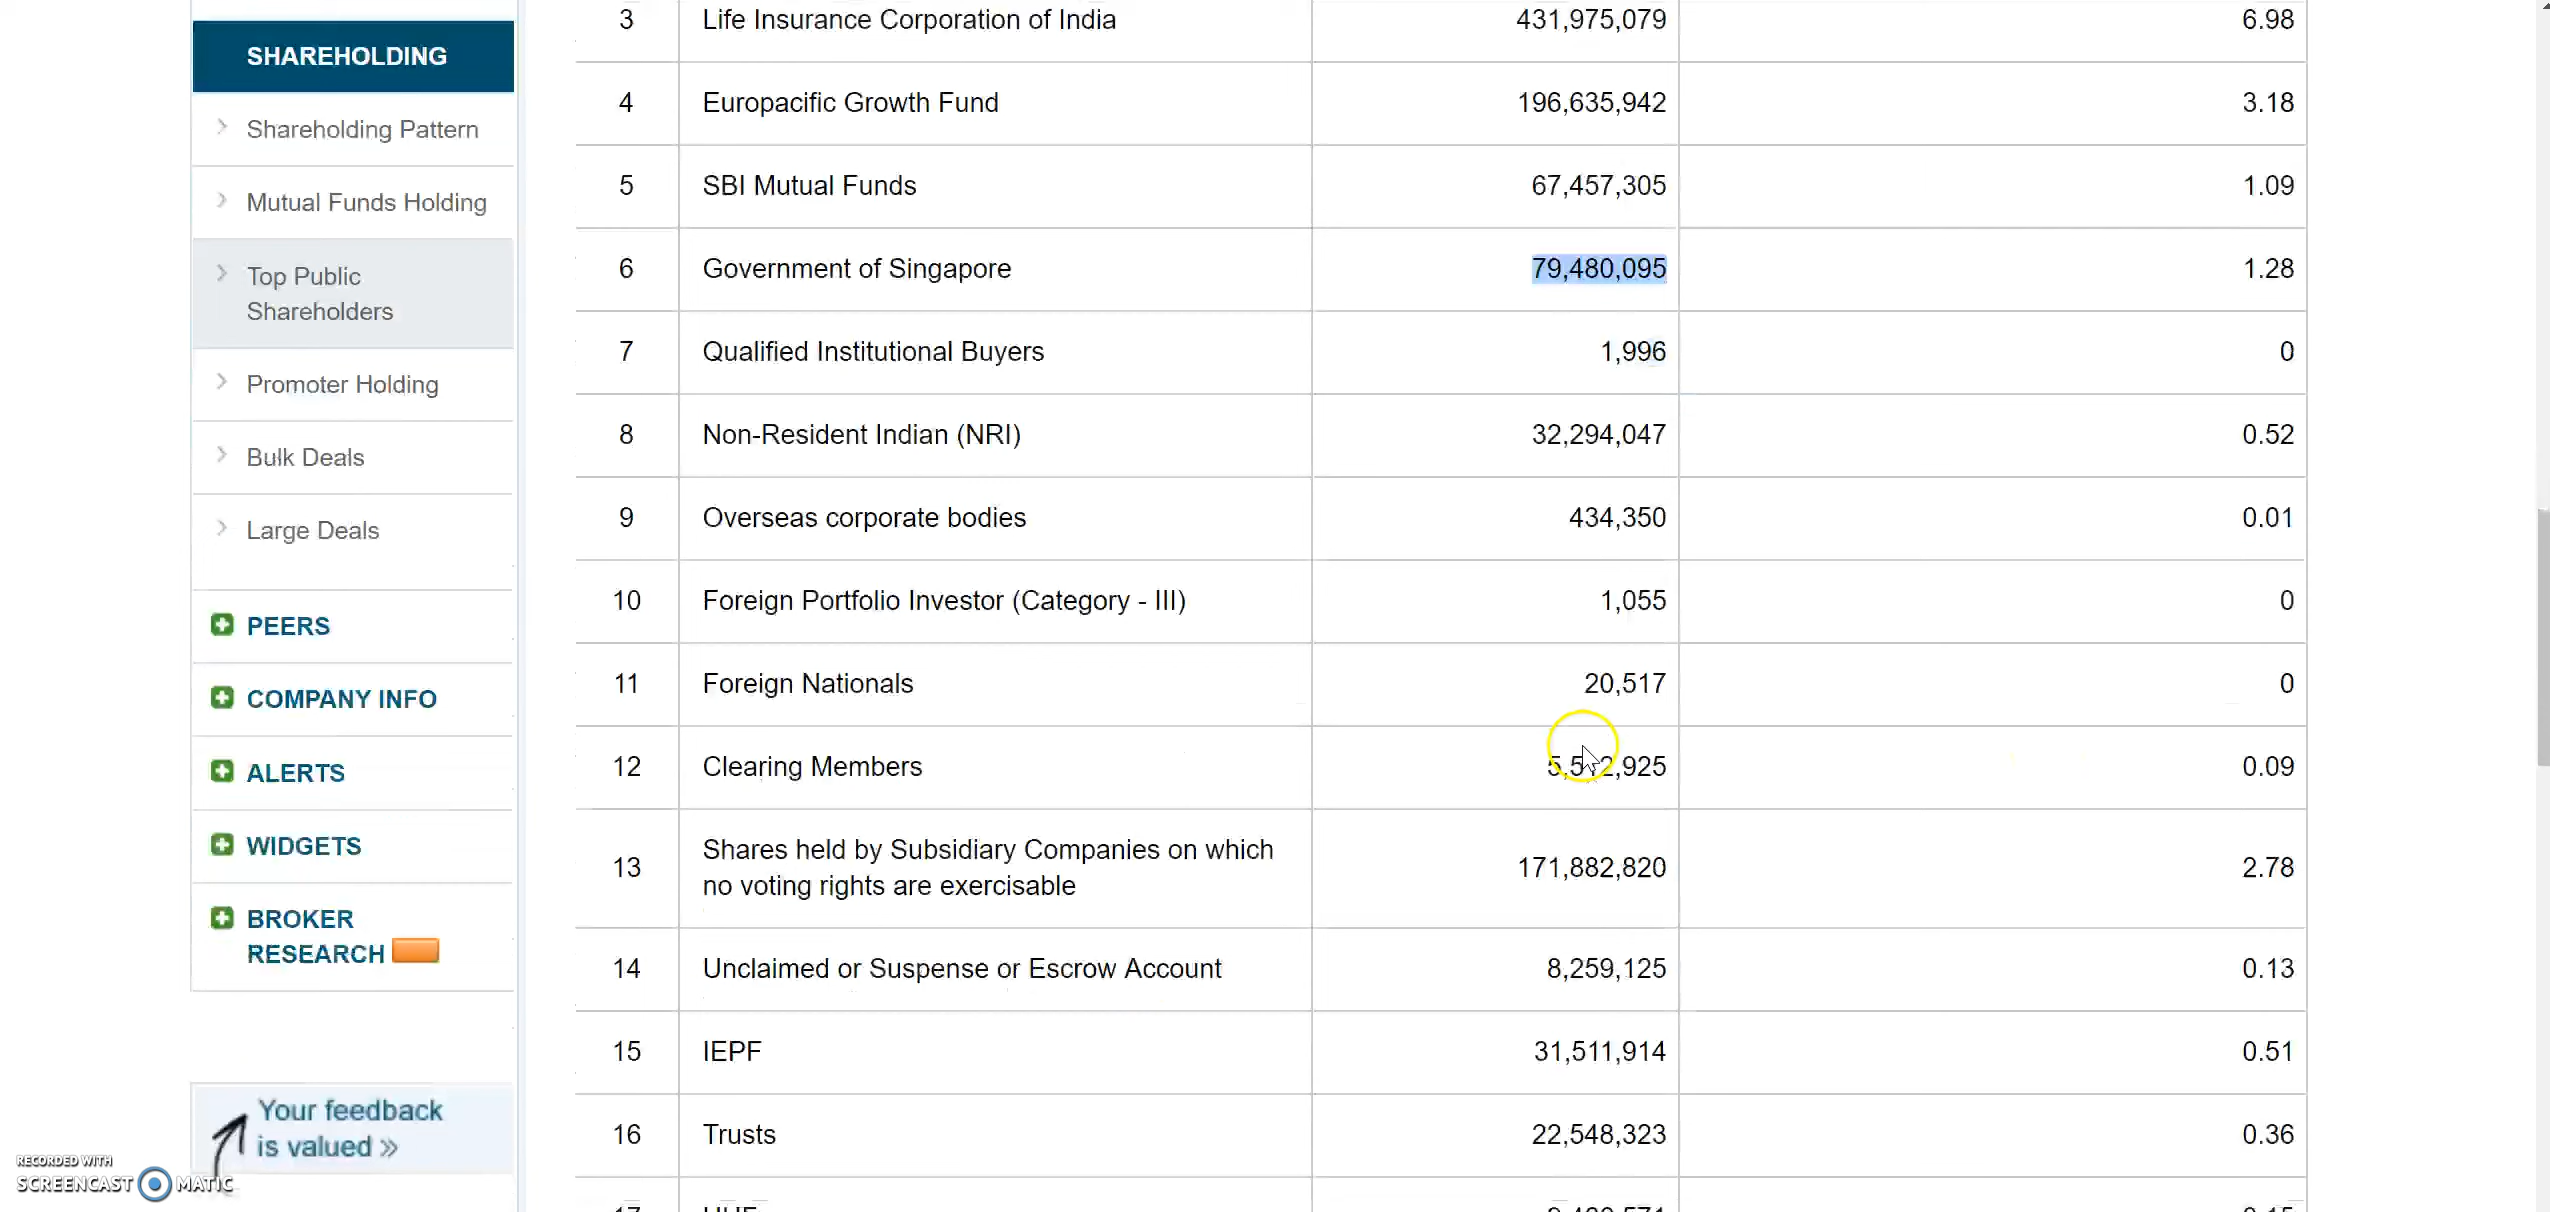 SHAREHOLDING
Shareholding Pattern
Mutual Funds Holding
Top Public
Shareholders
Promoter Holding
Bulk Deals
Large Deals
PEERS
COMPANY INFO
ALERTS
WIDGETS
BROKER
RESEARCH
Your feedback
is valued »
RECORDED WITH
SCREENCAST MATIC
3 Life Insurance Corporation of India 431,975,079 6.98
4 Europacific Growth Fund 196,635,942 3.18
5 SBI Mutual Funds 67,457,305 1.09
6 Government of Singapore 79,480,095 1.28
7 Qualified Institutional Buyers 1,996 0
8 Non-Resident Indian (NRI) 32,294,047 0.52
9 Overseas corporate bodies 434,350 0.01
10 Foreign Portfolio Investor (Category - III) 1,055 0
11 Foreign Nationals 20,517 0
12 Clearing Members 0.09
Shares held by Subsidiary Companies on which
13 no voting rights are exercisable 171,882,820 2.78
14 Unclaimed or Suspense or Escrow Account 8,259,125 0.13
15 IEPF 31,511,914 0.51
16 Trusts 22,548,323 0.36